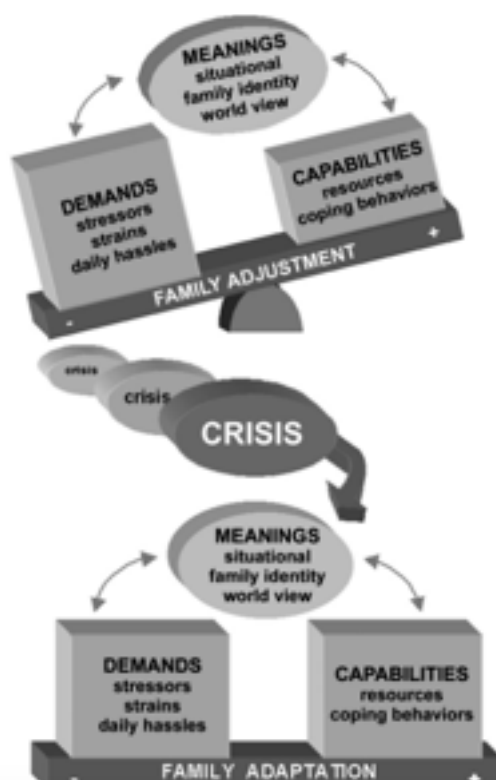 MEANINGS
situational
family identity
world view
DEMANDS
stressors
strains
daily hassles
CAPABILITIES
resources
coping behaviors
- FAMILY ADJUSTMENT +
crisis
crisis
CRISIS
MEANINGS
situational
family identity
world view
DEMANDS
stressors
strains
daily hassles
CAPABILITIES
resources
coping behaviors
- FAMILY ADAPTATION +